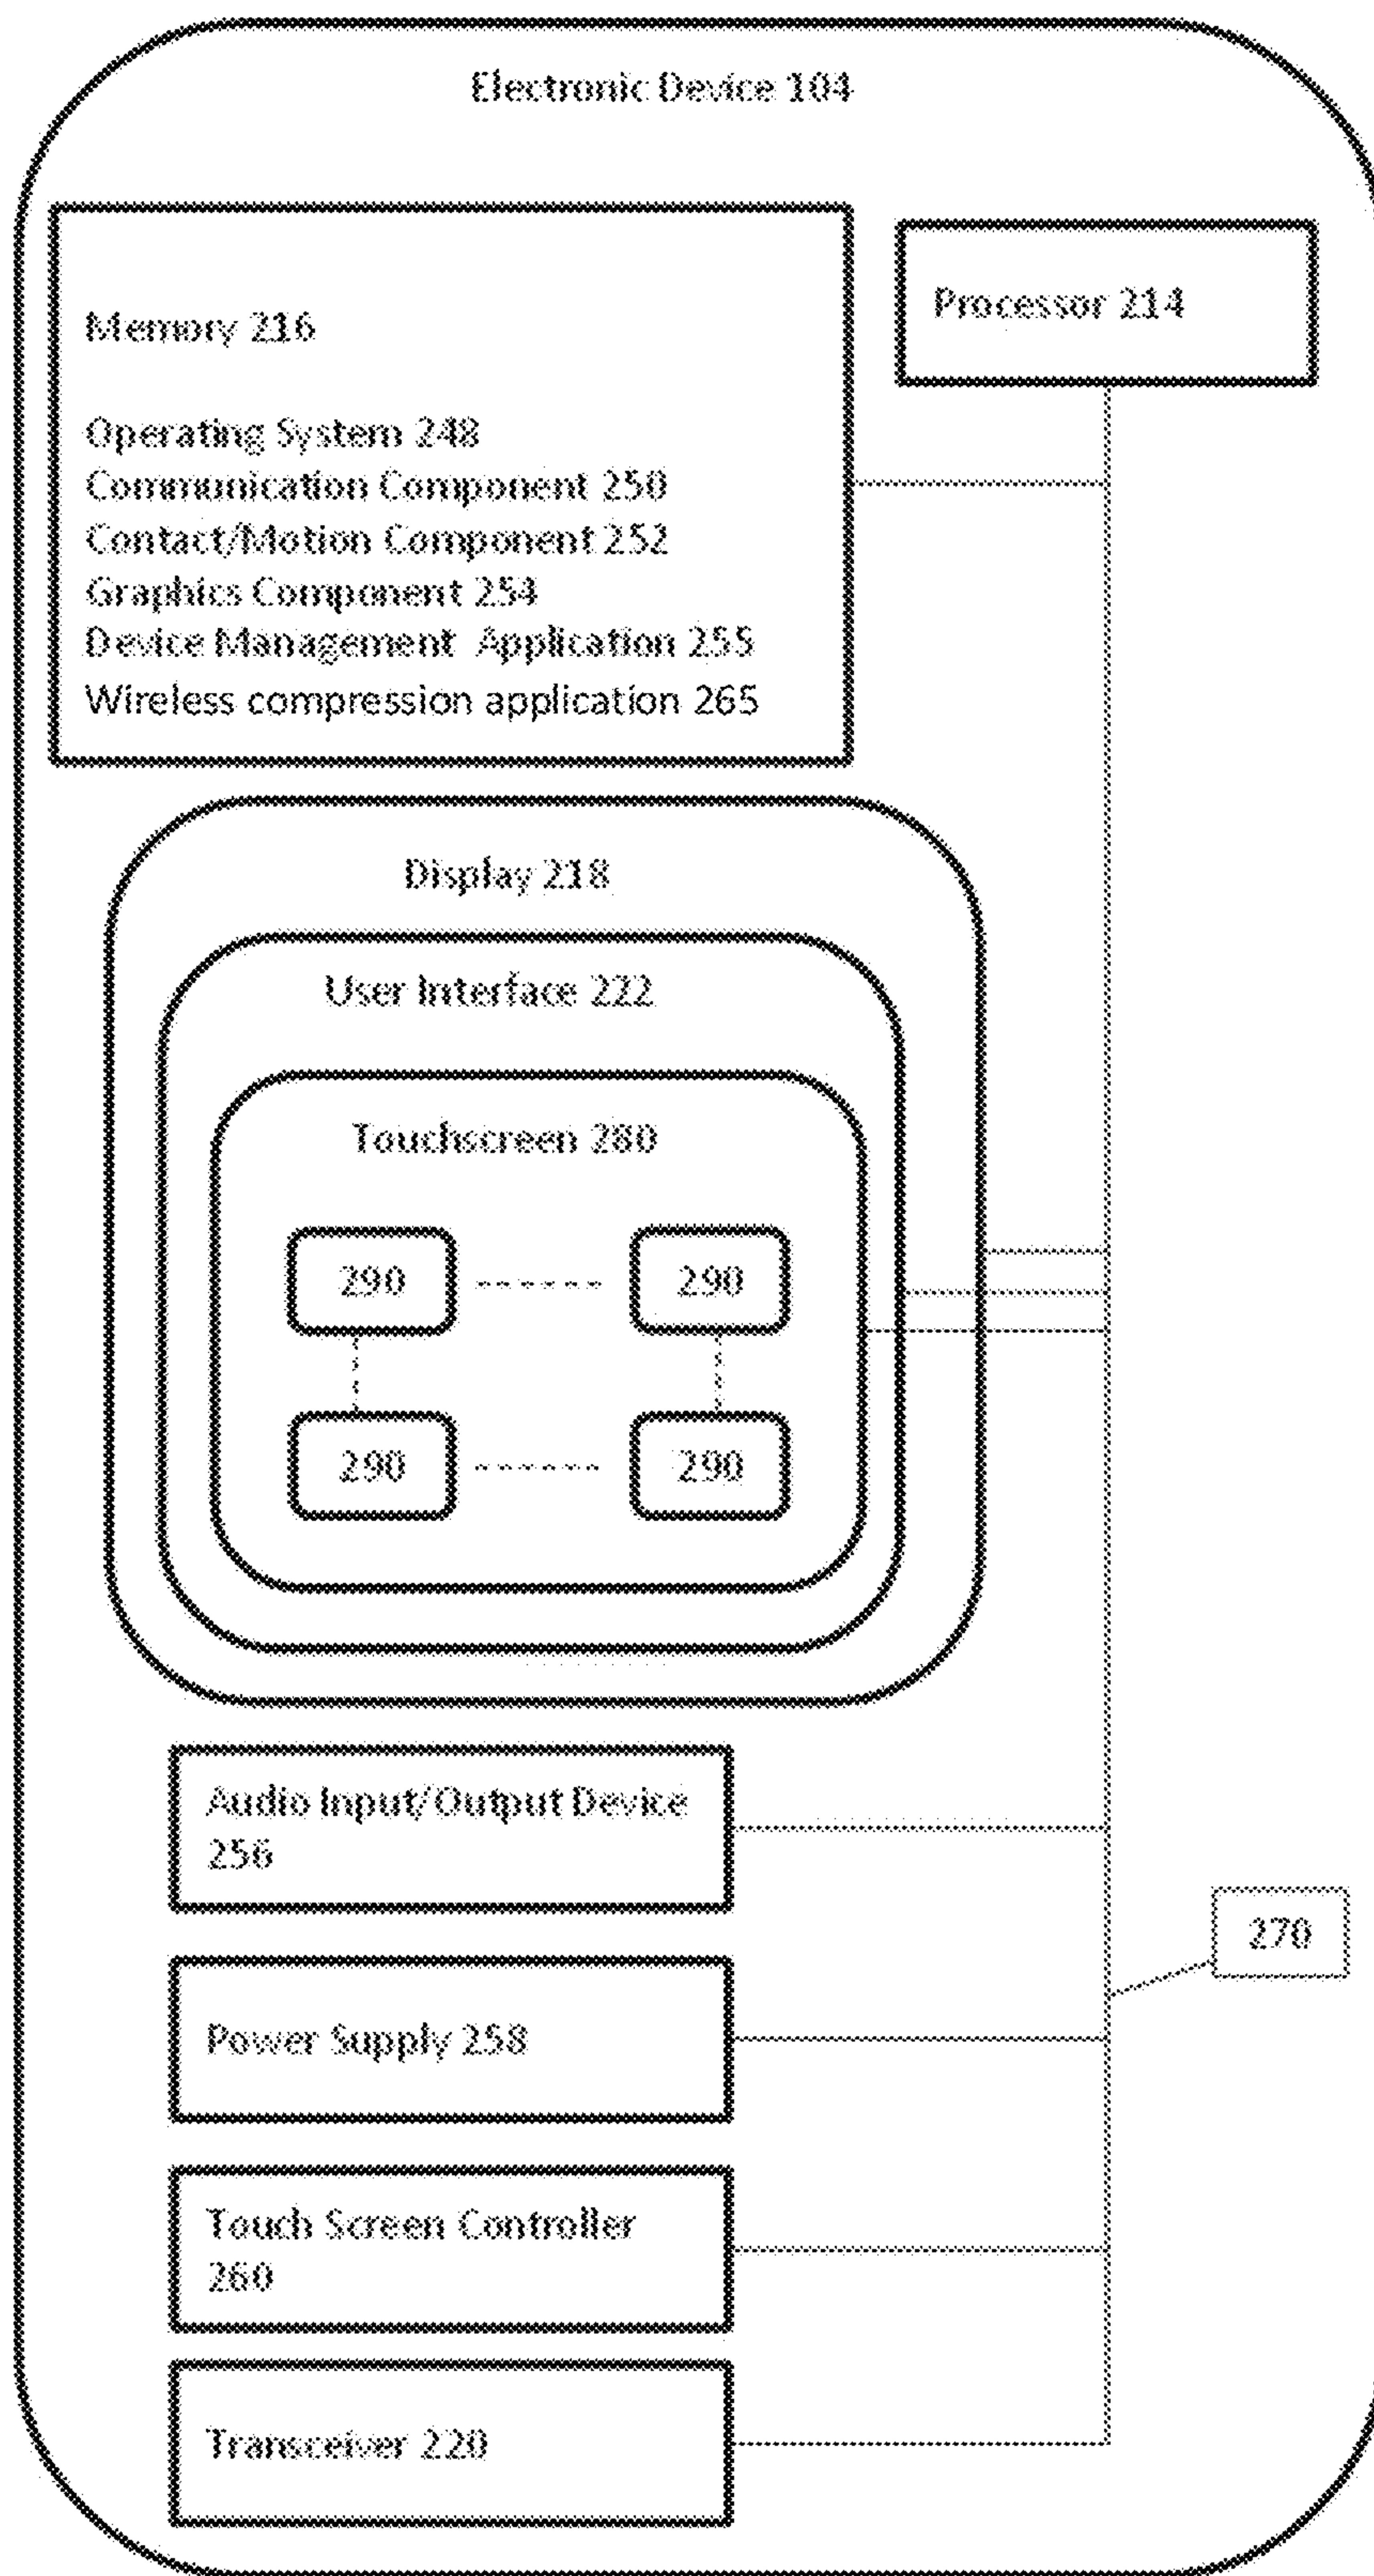 Electronic Device 104
Memory 216
Processor 214
Operating System 248
Communication Component 250
Contact/Motion Component 252
Graphics Component 254
Device Management Application 255
Wireless compression application 265
Display 218
User Interface 222
Touchscreen 280
290 290
290 290
Audio Input/Output Device
256
270
Power Supply 258
Touch Screen Controller
260
Transceiver 220